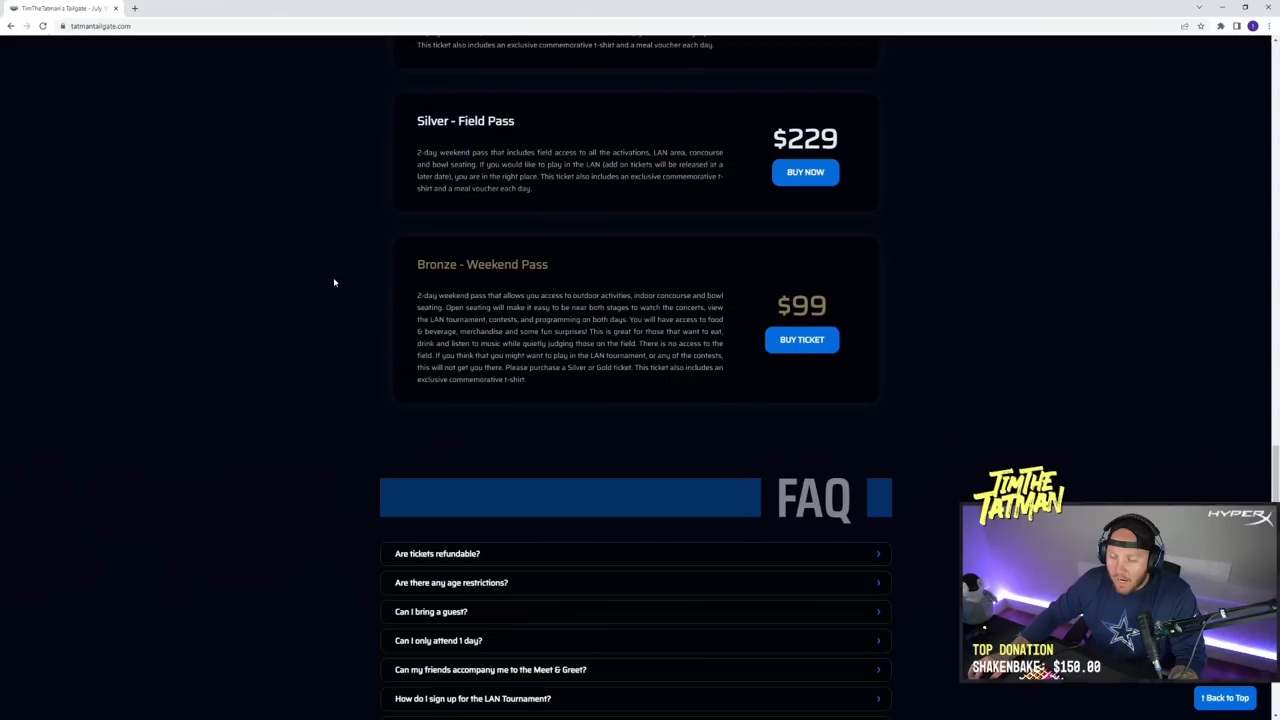 TimTheTatman's Tailgate - July
tatmantailgate.com
This ticket also includes an exclusive commemorative t-shirt and a meal voucher each day.
Silver - Field Pass
$229
2-day weekend pass that includes field access to all the activations, LAN area, concourse
and bowl seating. If you would like to play in the LAN (add on tickets will be released at a
later date), you are in the right place. This ticket also includes an exclusive commemorative t-
shirt and a meal voucher each day.
BUY NOW
Bronze - Weekend Pass
2-day weekend pass that allows you access to outdoor activities, indoor concourse and bowl
seating. Open seating will make it easy to be near both stages to watch the concerts, view
the LAN tournament, contests, and programming on both days. You will have access to food
& beverage, merchandise and some fun surprises! This is great for those that want to eat,
drink and listen to music while quietly judging those on the field. There is no access to the
field. If you think that you might want to play in the LAN tournament, or any of the contests,
this will not get you there. Please purchase a Silver or Gold ticket. This ticket also includes an
exclusive commemorative t-shirt.
$99
BUY TICKET
FAQ
Are tickets refundable?
Are there any age restrictions?
Can I bring a guest?
Can I only attend 1 day?
Can my friends accompany me to the Meet & Greet?
How do I sign up for the LAN Tournament?
TIMTHE
TATMAN
HYPERX
TOP DONATION
SHAKENBAKE: $150.00
↑ Back to Top